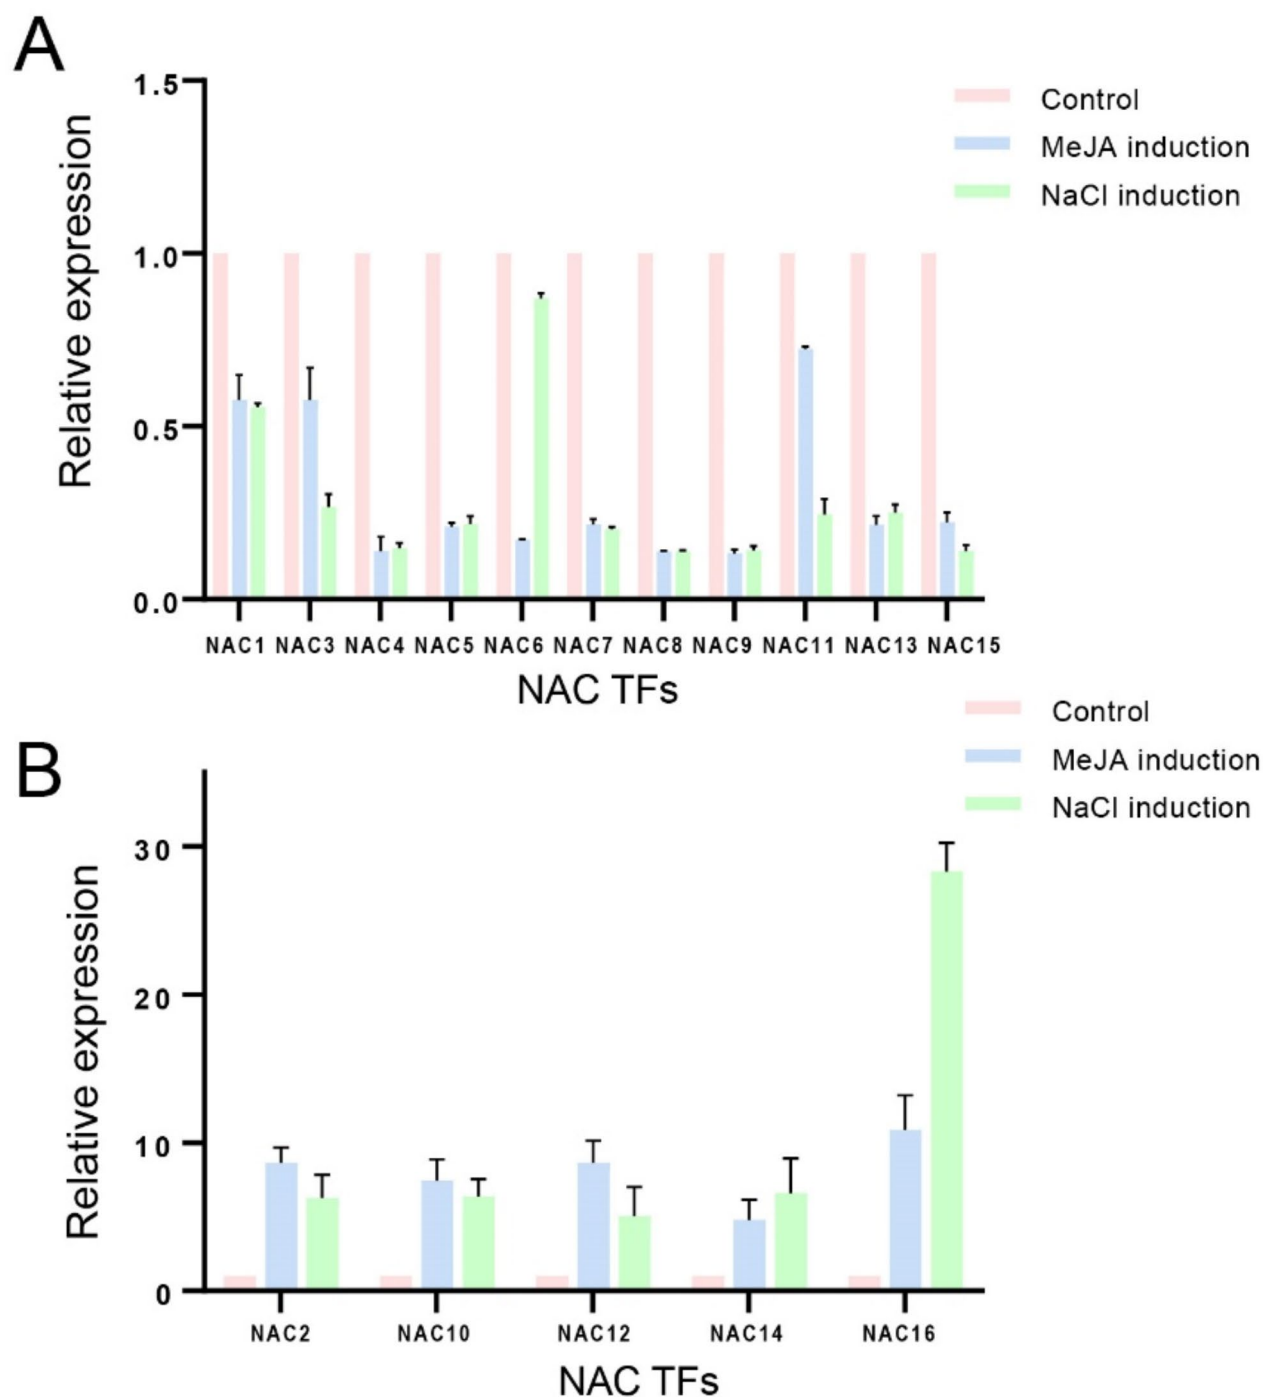 A
Relative expression
1.5
1.0
0.5
0.0
Control
MeJA induction
NaCl induction
NAC1 NAC3 NAC4 NAC5 NAC6 NAC7 NAC8 NAC9 NAC11 NAC13 NAC15
NAC TFs
B
Relative expression
30
20
10
0
Control
MeJA induction
NaCl induction
NAC2 NAC10 NAC12 NAC14 NAC16
NAC TFs